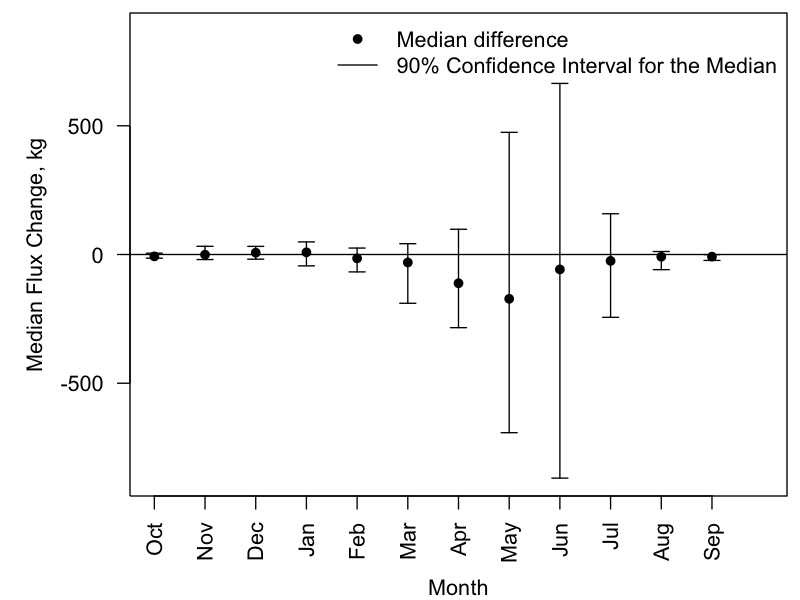 Median difference
90% Confidence Interval for the Median
500
0
-500
Median Flux Change, kg
Oct
Nov
Dec
Jan
Feb
Mar
Apr
May
Jun
Jul
Aug
Sep
Month